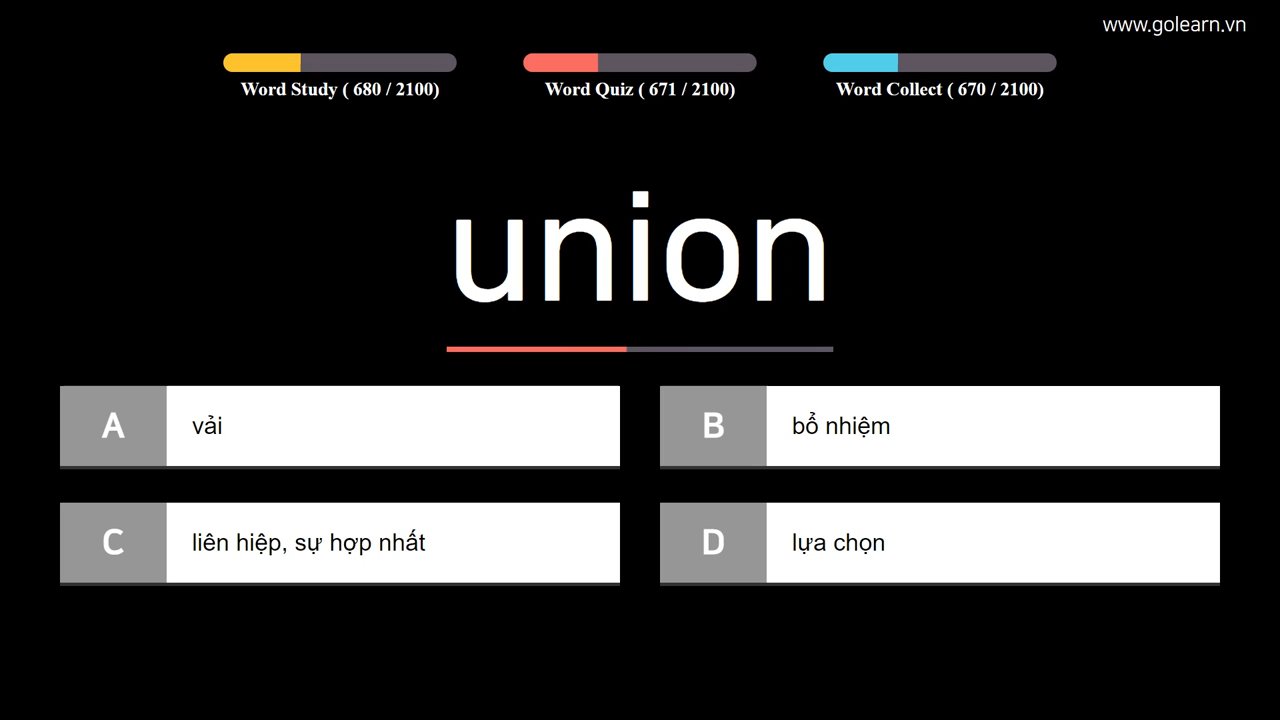 www.golearn.vn
Word Study ( 680 / 2100)
Word Quiz ( 671 / 2100)
Word Collect ( 670 / 2100)
union
A vải
B bổ nhiệm
C liên hiệp, sự hợp nhất
D lựa chọn